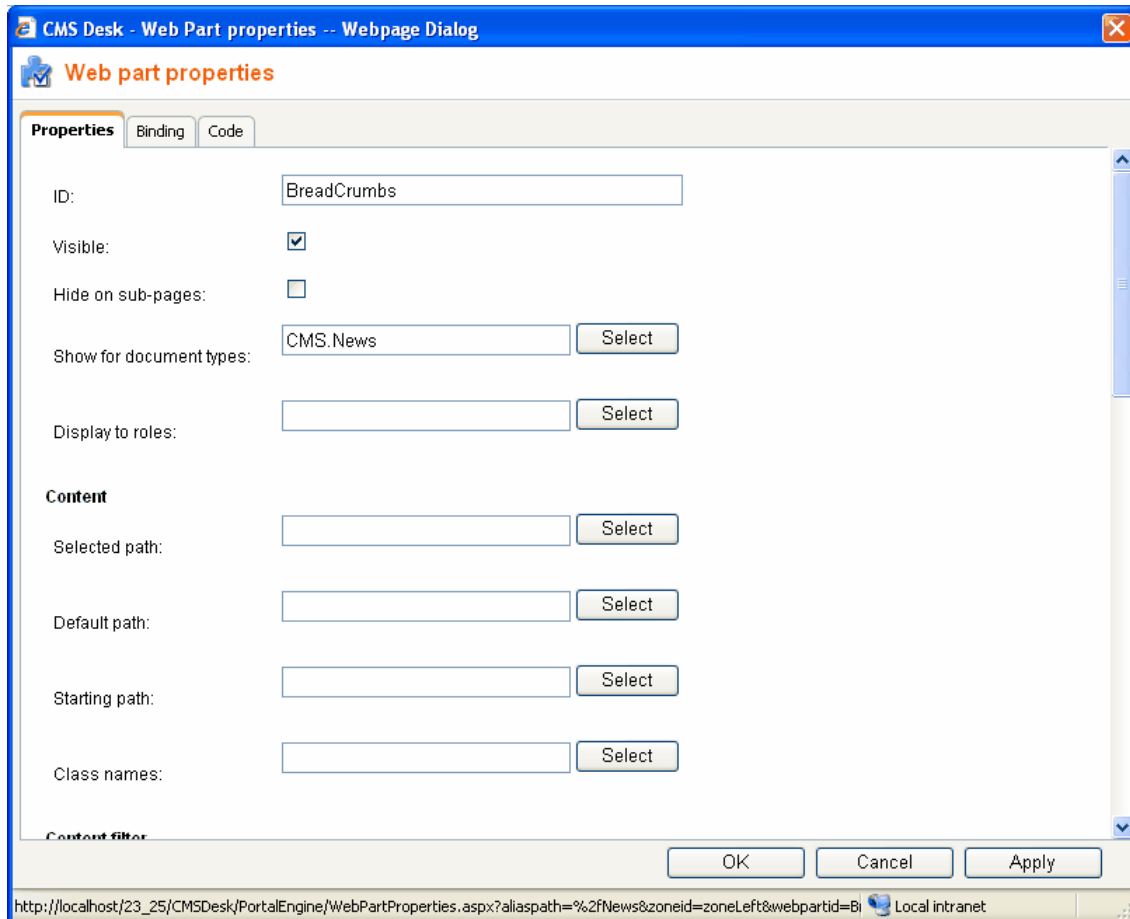 CMS Desk - Web Part properties -- Webpage Dialog
Web part properties
Properties Binding Code
ID: BreadCrumbs
Visible:
Hide on sub-pages:
Show for document types: CMS.News Select
Display to roles: Select
Content
Selected path: Select
Default path: Select
Starting path: Select
Class names: Select
Content filter
OK Cancel Apply
http://localhost/23_25/CMSDesk/PortalEngine/WebPartProperties.aspx?aliaspath=%2fNews&zoneid=zoneLeft&webpartid=B Local intranet